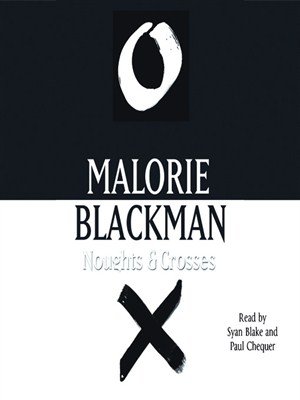 MALORIE
BLACKMAN
Noughts & Crosses
Read by
Syan Blake and
Paul Chequer